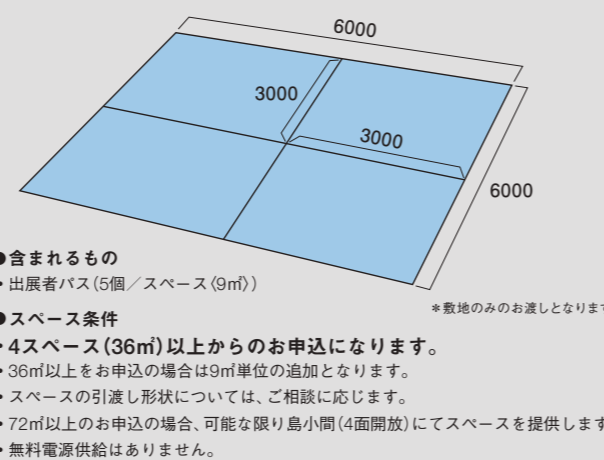 6000
3000
3000
6000
●含まれるもの
・出展者パス(5個／スペース〈9㎡〉)
＊敷地のみのお渡しとなります
●スペース条件
・4スペース(36㎡)以上からのお申込になります。
・36㎡以上をお申込の場合は9㎡単位の追加となります。
・スペースの引渡し形状については、ご相談に応じます。
・72㎡以上のお申込の場合、可能な限り島小間(4面開放)にてスペースを提供します
・無料電源供給はありません。